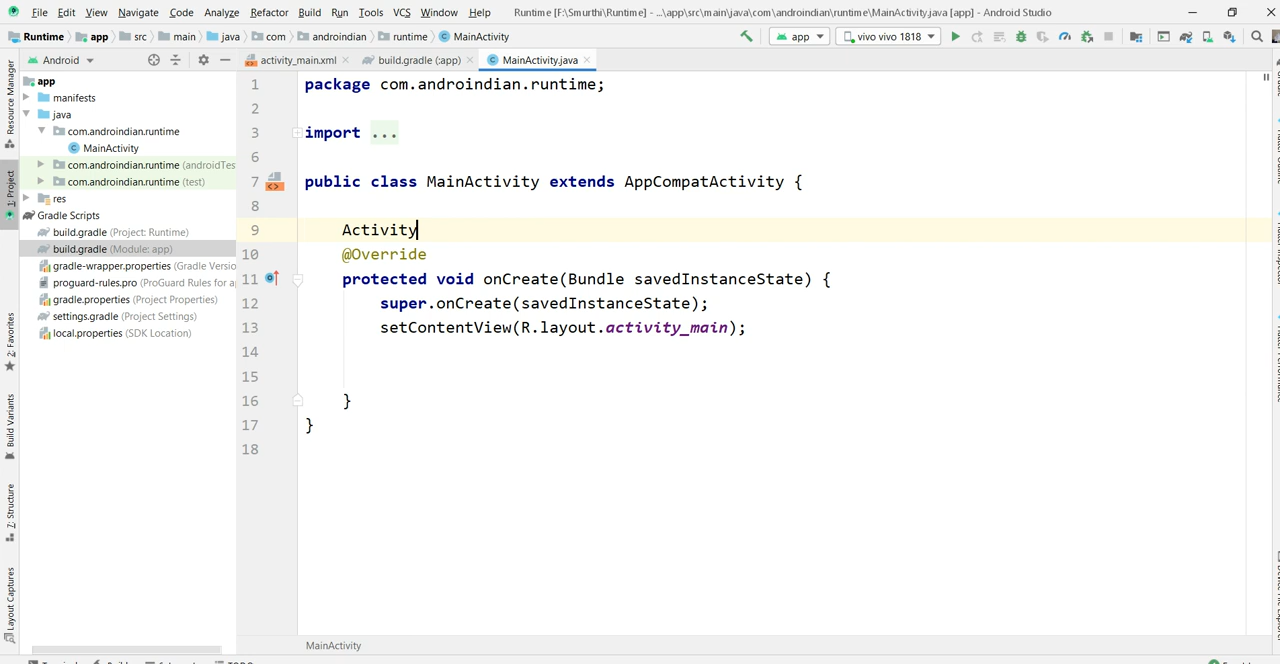 File Edit View Navigate Code Analyze Refactor Build Run Tools VCS Window Help Runtime [F:\Smurthi\Runtime] - ...\app\src\main\java\com\androindian\runtime\MainActivity.java [app] - Android Studio
Runtime app src main java com androindian runtime MainActivity app vivo vivo 1818
Android activity_main.xml build.gradle (:app) MainActivity.java
Resource Manager
1: Project
2: Favorites
Build Variants
7: Structure
Layout Captures
app
manifests
java
com.androindian.runtime
MainActivity
com.androindian.runtime (androidTes
com.androindian.runtime (test)
res
Gradle Scripts
build.gradle (Project: Runtime)
build.gradle (Module: app)
gradle-wrapper.properties (Gradle Versio
proguard-rules.pro (ProGuard Rules for a
gradle.properties (Project Properties)
settings.gradle (Project Settings)
local.properties (SDK Location)
1 package com.androindian.runtime;
2
3 import ...
6
7 public class MainActivity extends AppCompatActivity {
8
9 Activity
10 @Override
11 protected void onCreate(Bundle savedInstanceState) {
12 super.onCreate(savedInstanceState);
13 setContentView(R.layout.activity_main);
14
15
16 }
17 }
18
MainActivity